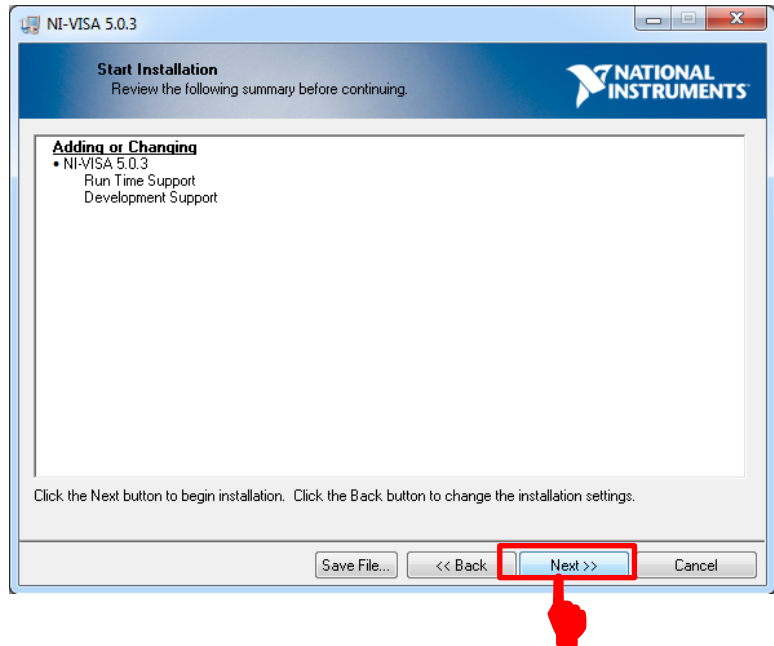 NI-VISA 5.0.3
Start Installation
Review the following summary before continuing.
NATIONAL
INSTRUMENTS
Adding or Changing
• NI-VISA 5.0.3
Run Time Support
Development Support
Click the Next button to begin installation.  Click the Back button to change the installation settings.
Save File... << Back Next >> Cancel